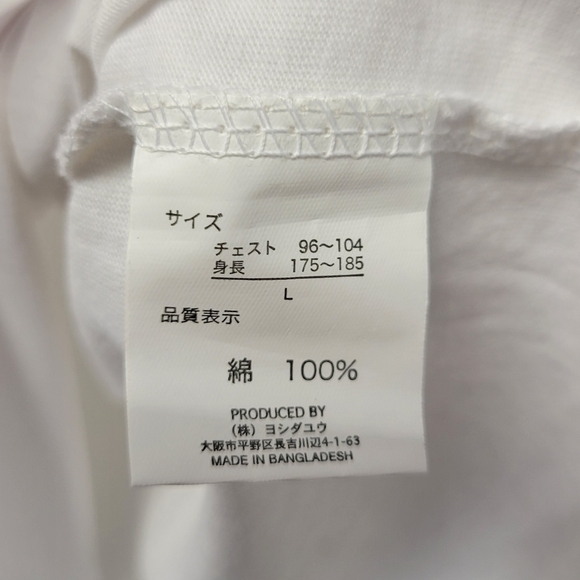 サイズ
チェスト 96～104
身長 175～185
L
品質表示
綿 100%
PRODUCED BY
(株) ヨシダユウ
大阪市平野区長吉川辺4-1-63
MADE IN BANGLADESH